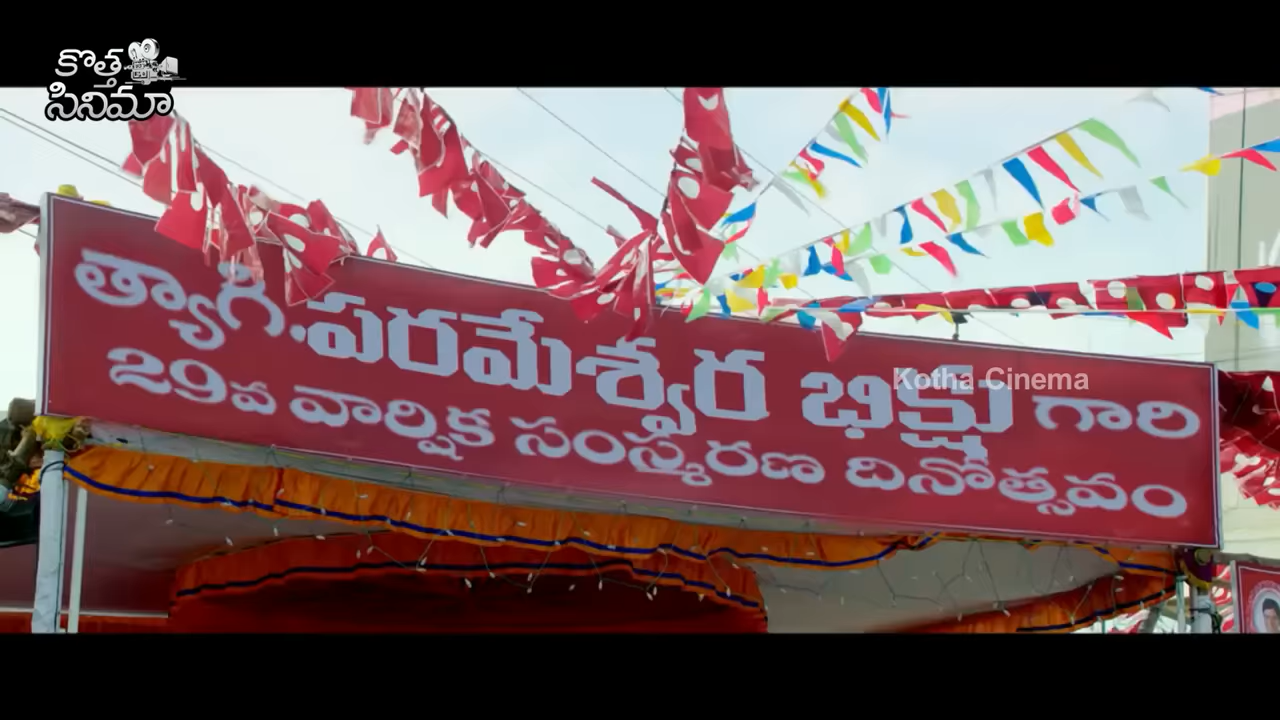 కొత్త
సినిమా
త్యాగి.పరమేశ్వర భిక్షు గారి
Kotha Cinema
29వ వార్షిక సంస్మరణ దినోత్సవం